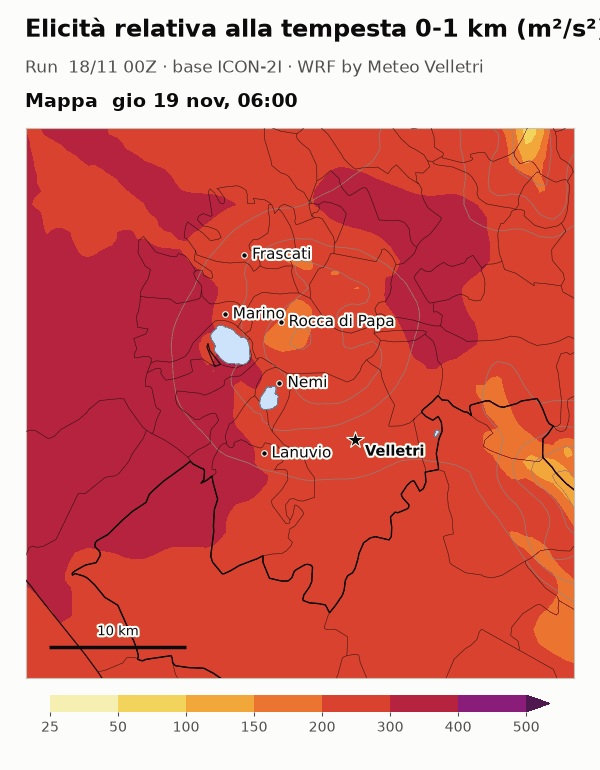 Elicità relativa alla tempesta 0-1 km (m²/s²)
Run  18/11 00Z · base ICON-2I · WRF by Meteo Velletri
Mappa  gio 19 nov, 06:00
Frascati
Marino
Rocca di Papa
Nemi
Velletri
Lanuvio
10 km
25 50 100 150 200 300 400 500